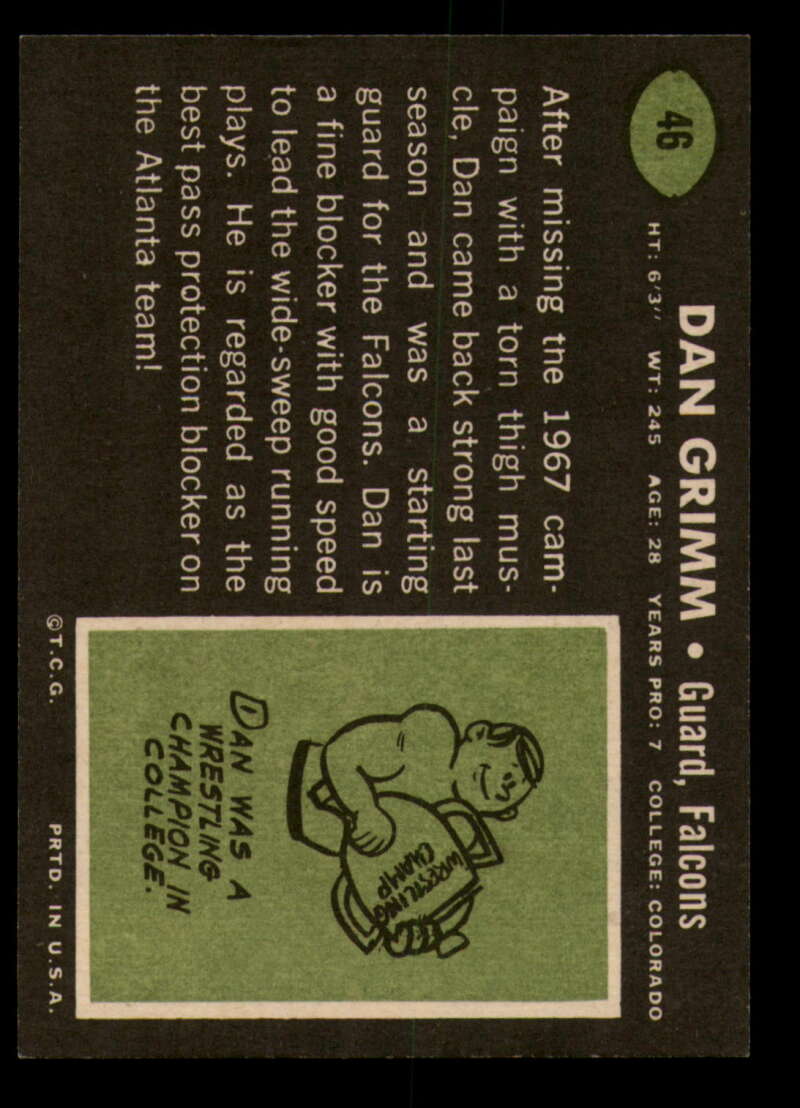 46
DAN GRIMM • Guard, Falcons
HT: 6'3" WT: 245 AGE: 28 YEARS PRO: 7 COLLEGE: COLORADO
After missing the 1967 cam-
paign with a torn thigh mus-
cle, Dan came back strong last
season and was a starting
guard for the Falcons. Dan is
a fine blocker with good speed
to lead the wide-sweep running
plays. He is regarded as the
best pass protection blocker on
the Atlanta team!
WRESTLING
CHAMP
DAN WAS A
WRESTLING
CHAMPION IN
COLLEGE.
©T.C.G. PRTD. IN U.S.A.